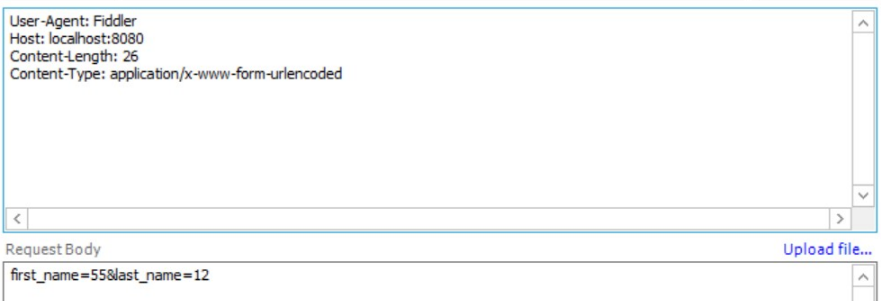 User-Agent: Fiddler
Host: localhost:8080
Content-Length: 26
Content-Type: application/x-www-form-urlencoded
Request Body
Upload file...
first_name=55&last_name=12